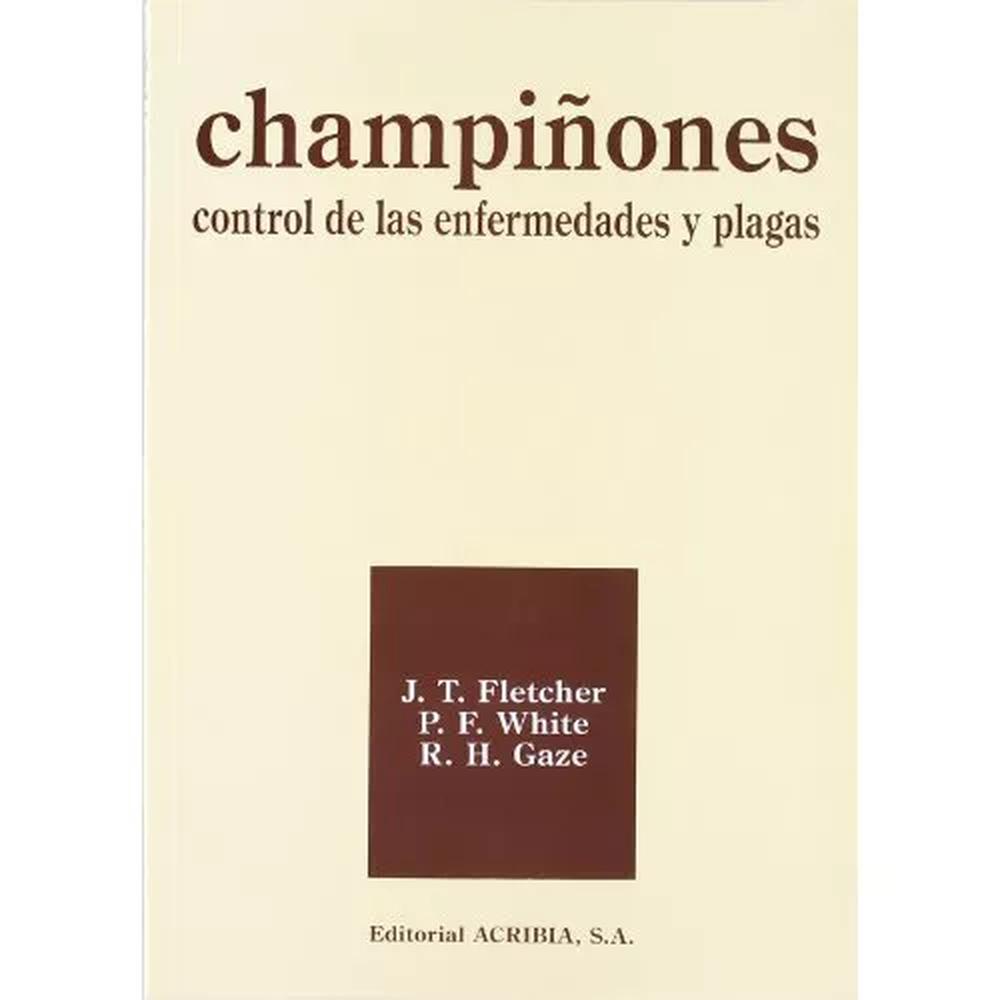 champiñones
control de las enfermedades y plagas
J. T. Fletcher
P. F. White
R. H. Gaze
Editorial ACRIBIA, S.A.